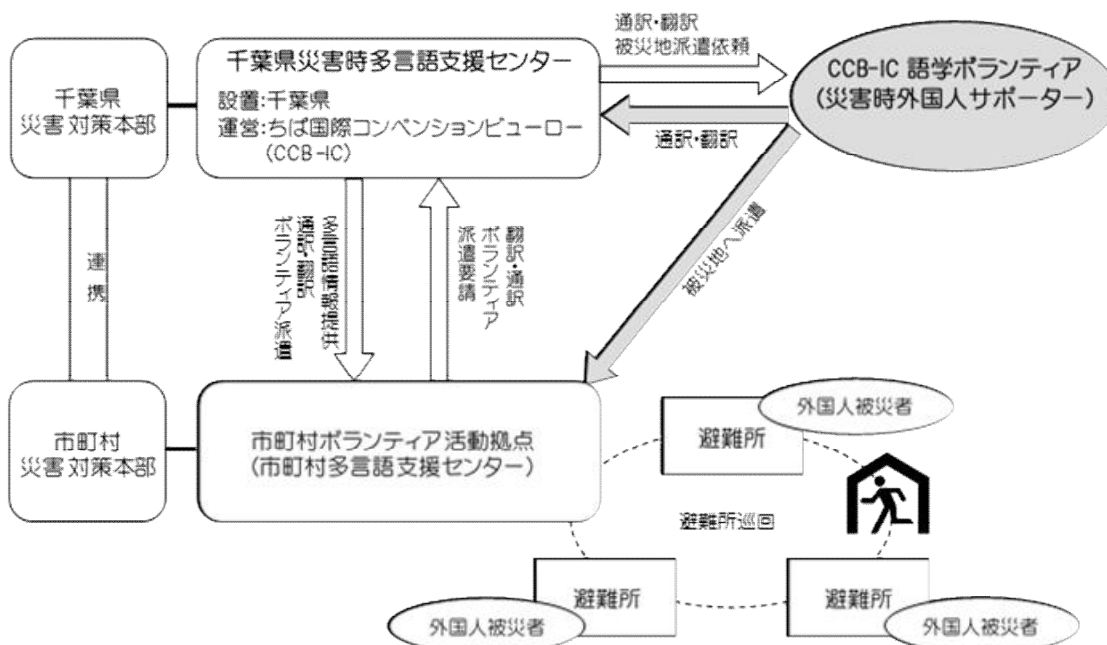 千葉県
災害対策本部
千葉県災害時多言語支援センター
設置:千葉県
運営:ちば国際コンベンションビューロー
(CCB-IC)
通訳・翻訳
被災地派遣依頼
CCB-IC 語学ボランティア
(災害時外国人サポーター)
通訳・翻訳
被災地へ派遣
連携
多言語情報提供
通訳・翻訳
ボランティア派遣
翻訳・通訳
ボランティア
派遣要請
市町村
災害対策本部
市町村ボランティア活動拠点
(市町村多言語支援センター)
外国人被災者
避難所
避難所巡回
避難所
外国人被災者
避難所
外国人被災者